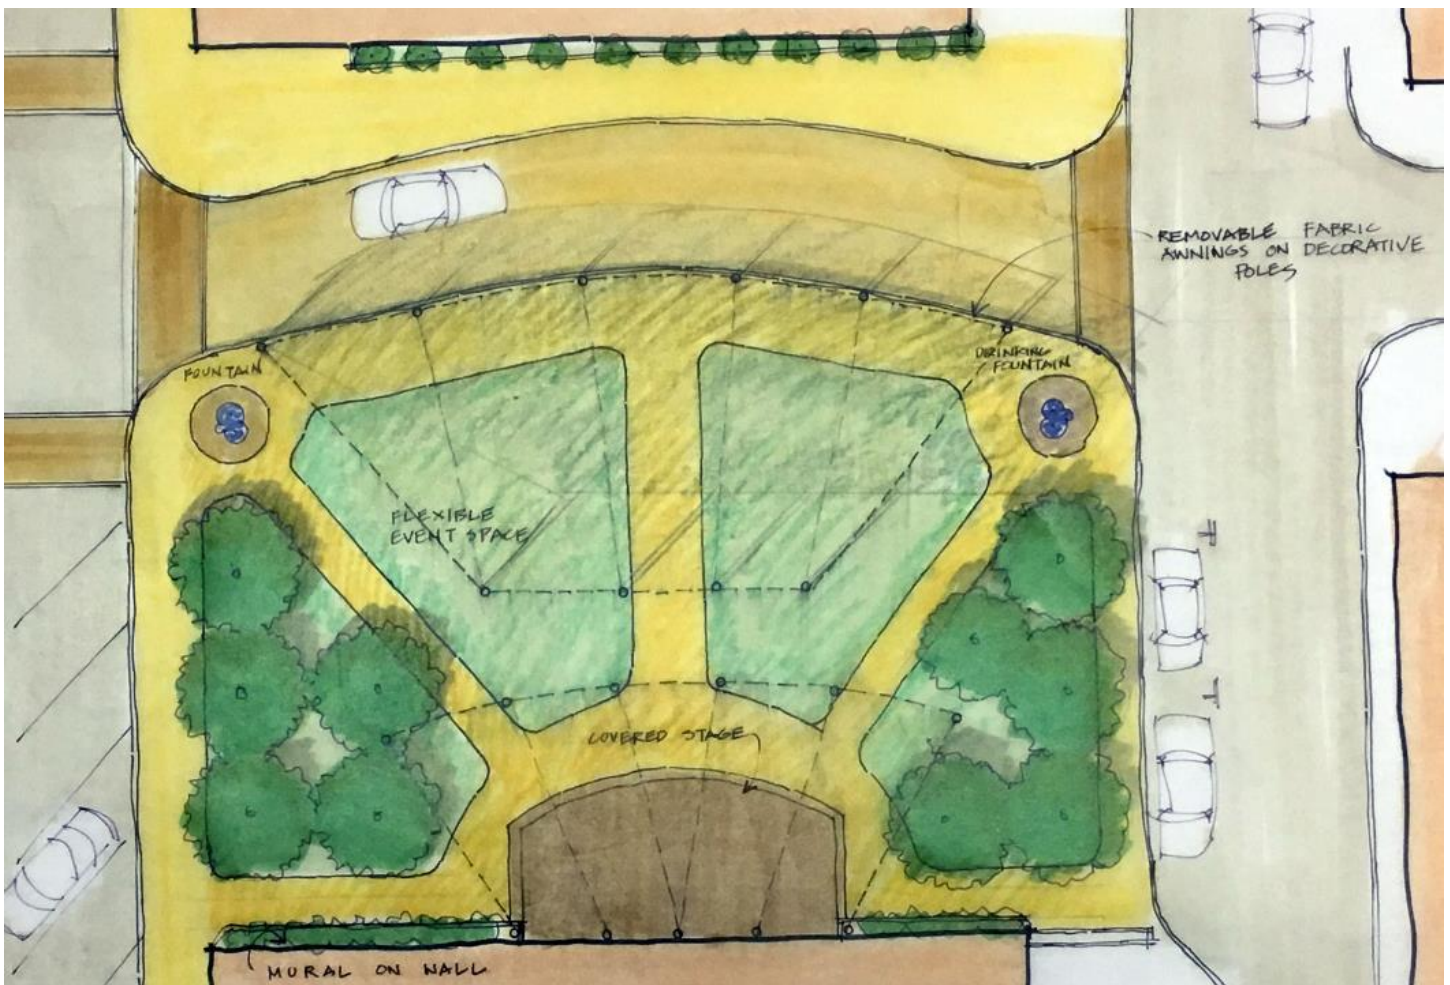 REMOVABLE FABRIC
AWNINGS ON DECORATIVE
POLES
FOUNTAIN
DRINKING
FOUNTAIN
FLEXIBLE
EVENT SPACE
COVERED STAGE
MURAL ON WALL